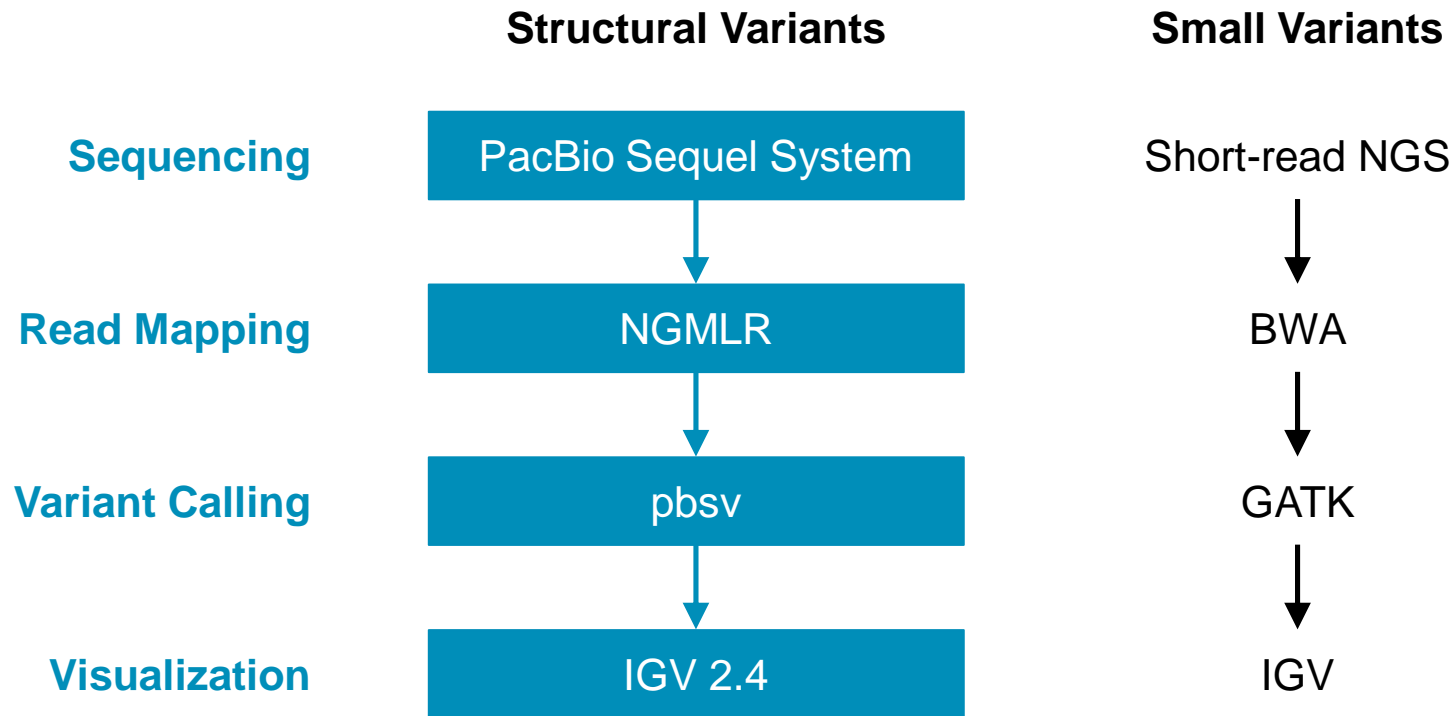 Structural Variants Small Variants
Sequencing PacBio Sequel System Short-read NGS
Read Mapping NGMLR BWA
Variant Calling pbsv GATK
Visualization IGV 2.4 IGV